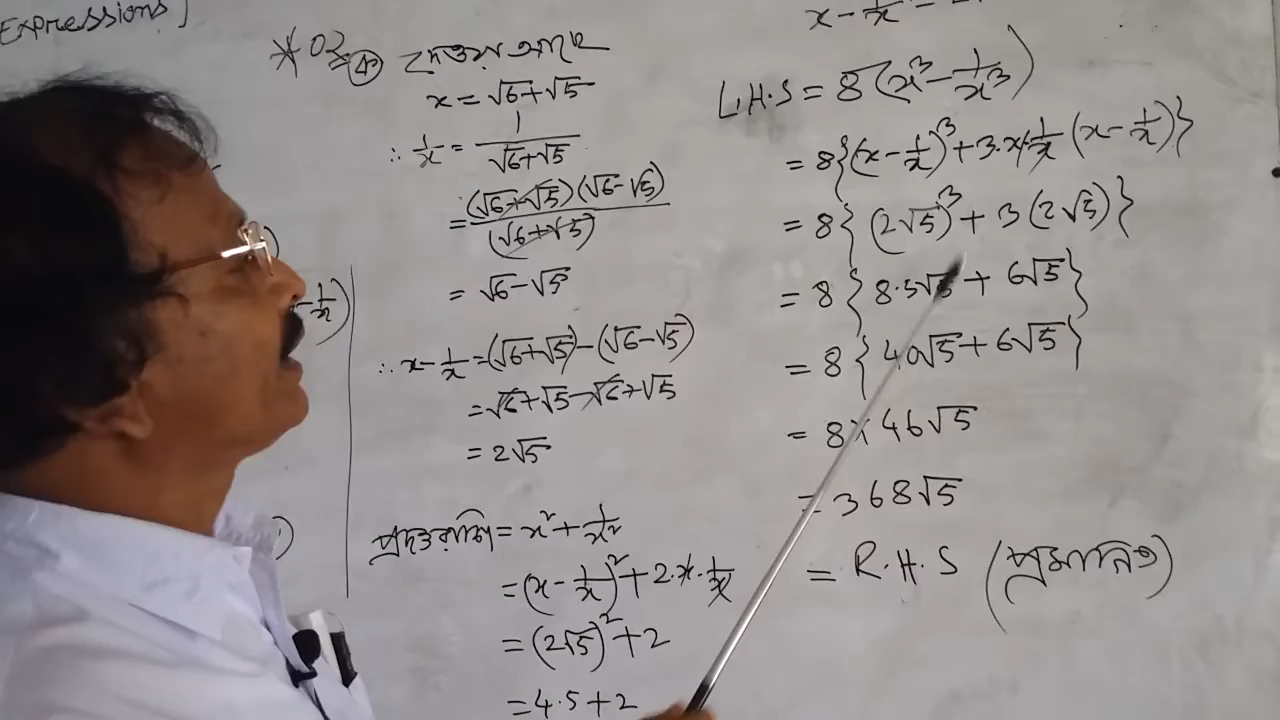 Expressions]
*02 ক দেওয়া আছে
x = √6+√5
∴ 1/x = 1/(√6+√5)
= (√6+√5)(√6-√5)/(√6+√5)
= √6-√5
∴ x - 1/x = (√6+√5)-(√6-√5)
= √6+√5-√6+√5
= 2√5
প্রদত্তরাশি = x² + 1/x²
= (x - 1/x)² + 2·x·1/x
= (2√5)² + 2
= 4·5+2
-1/x)
)
)
x - 1/x =
L.H.S = 8(x³ - 1/x³)
= 8{(x - 1/x)³ + 3·x·1/x (x - 1/x)}
= 8{(2√5)³ + 3(2√5)}
= 8{8·5√5 + 6√5}
= 8{40√5 + 6√5}
= 8×46√5
= 368√5
= R.H.S (প্রমাণিত)